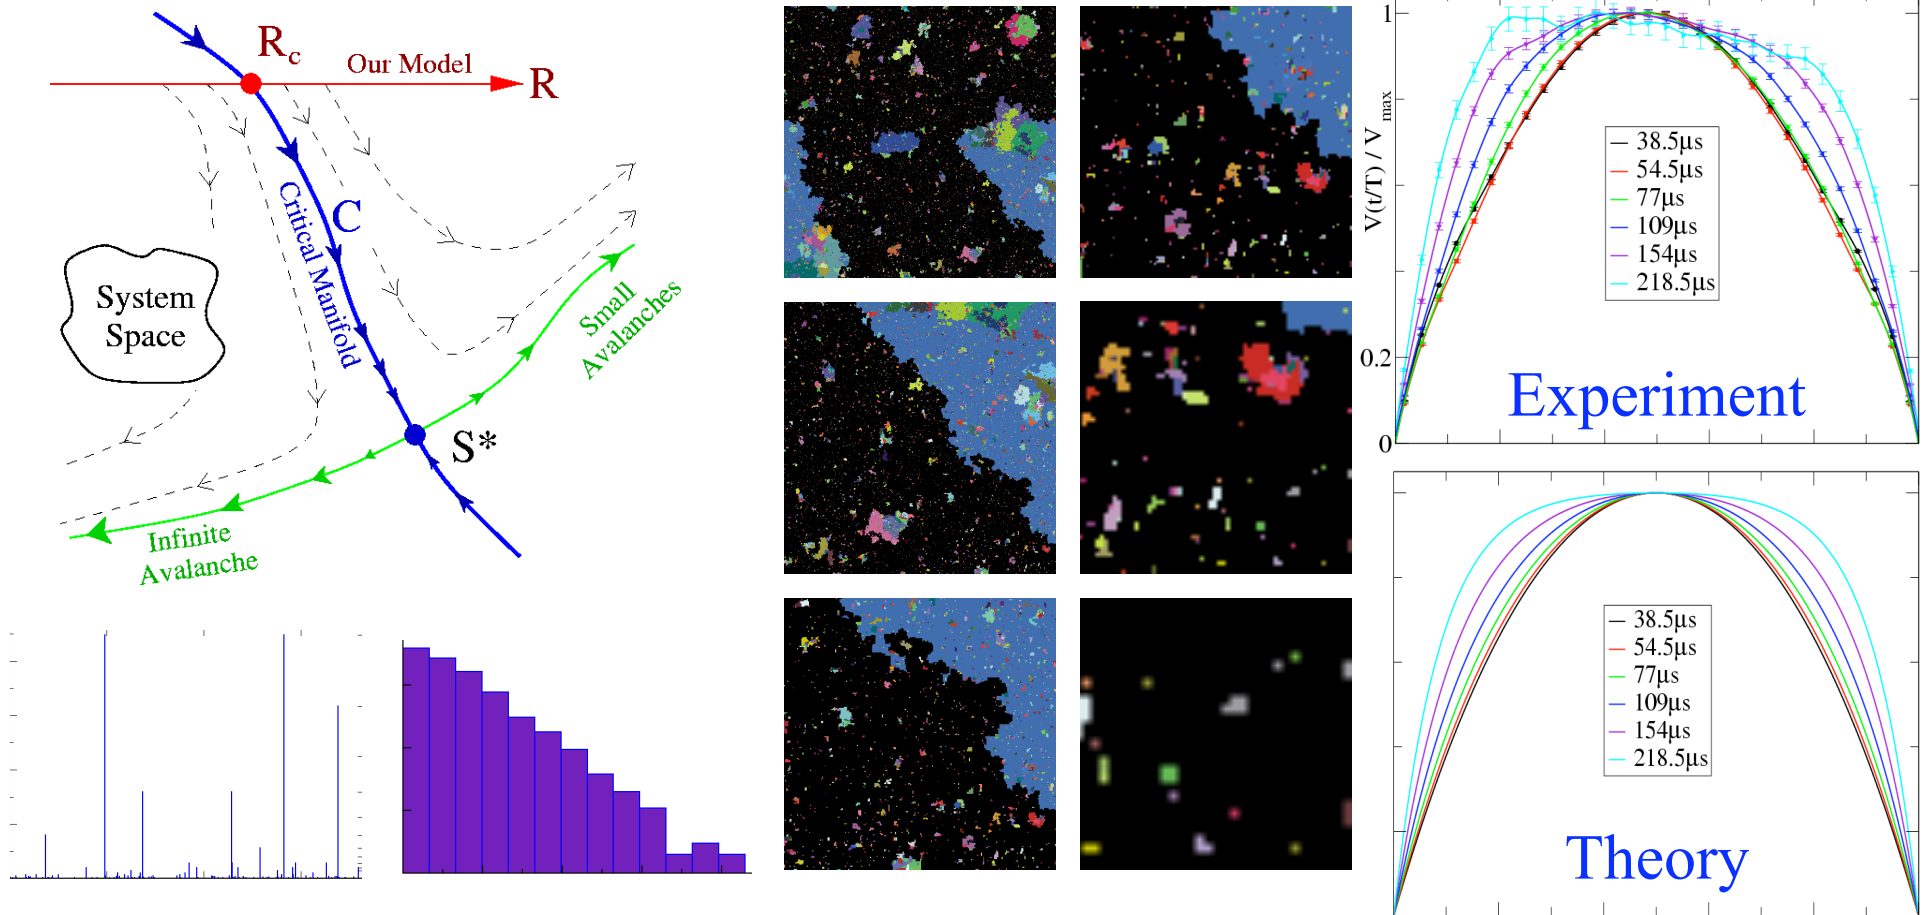 R_c
Our Model
R
C
Critical Manifold
System
Space
S*
Small
Avalanches
Infinite
Avalanche
1
V(t/T) / V_max
0.2
0
38.5µs
54.5µs
77µs
109µs
154µs
218.5µs
Experiment
38.5µs
54.5µs
77µs
109µs
154µs
218.5µs
Theory